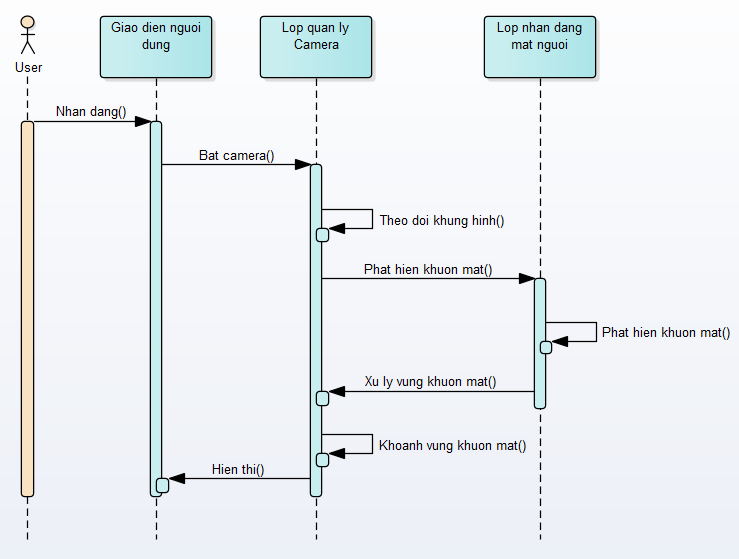 Giao dien nguoi
dung
Lop quan ly
Camera
Lop nhan dang
mat nguoi
User
Nhan dang()
Bat camera()
Theo doi khung hinh()
Phat hien khuon mat()
Phat hien khuon mat()
Xu ly vung khuon mat()
Khoanh vung khuon mat()
Hien thi()